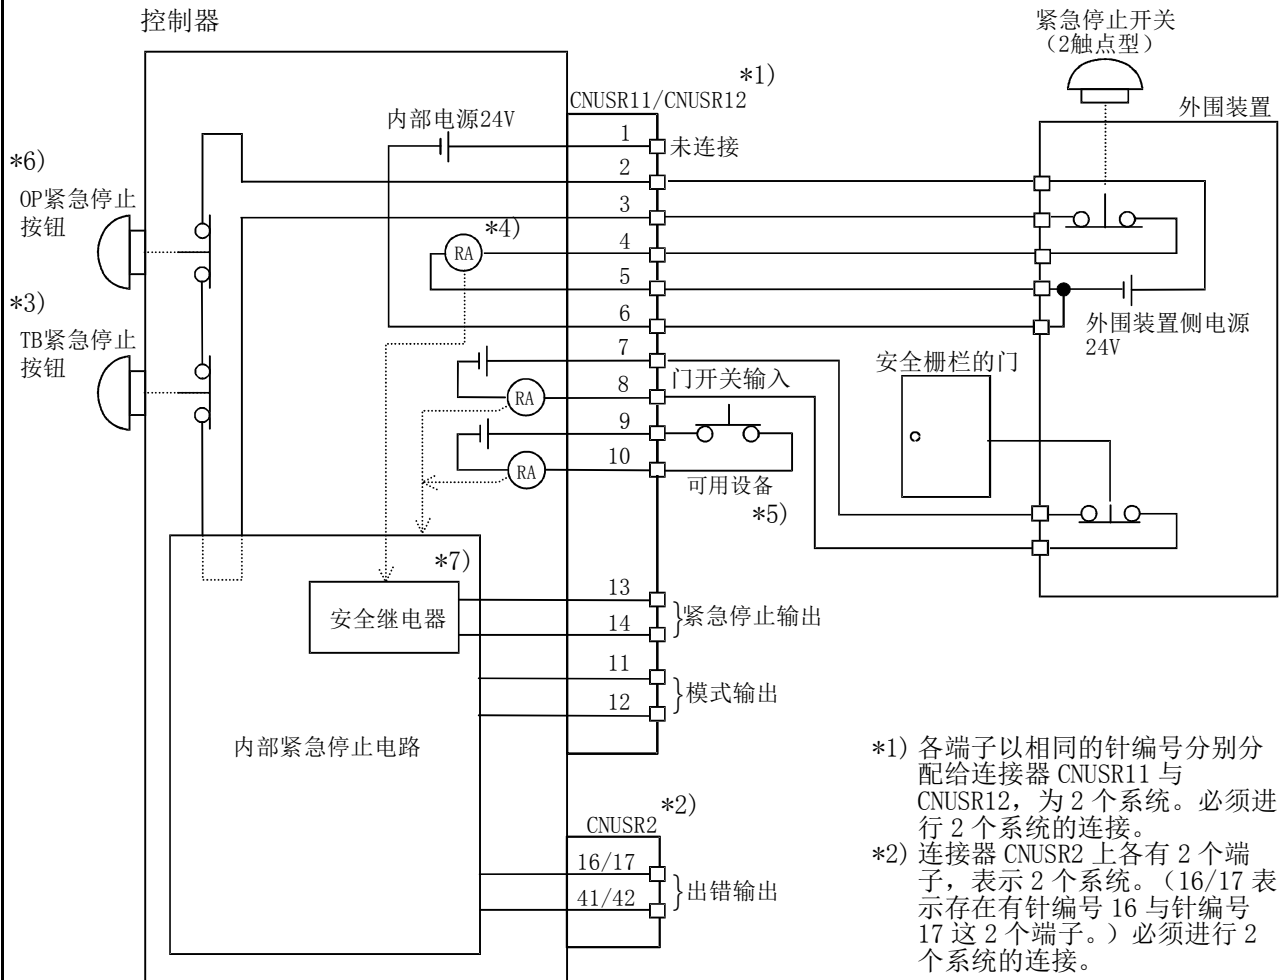 控制器
紧急停止开关
（2触点型）
*1)
CNUSR11/CNUSR12
外围装置
内部电源24V
1
未连接
*6)
2
OP紧急停止
按钮
3
*4)
RA
4
5
*3)
6
外围装置侧电源
24V
TB紧急停止
按钮
7
安全栅栏的门
门开关输入
8
RA
9
10
RA
可用设备
*5)
*7)
安全继电器
13
14
紧急停止输出
11
12
模式输出
内部紧急停止电路
*2)
CNUSR2
16/17
41/42
出错输出
*1) 各端子以相同的针编号分别分
配给连接器 CNUSR11 与
CNUSR12，为 2 个系统。必须进
行 2 个系统的连接。
*2) 连接器 CNUSR2 上各有 2 个端
子，表示 2 个系统。（16/17 表
示存在有针编号 16 与针编号
17 这 2 个端子。）必须进行 2
个系统的连接。